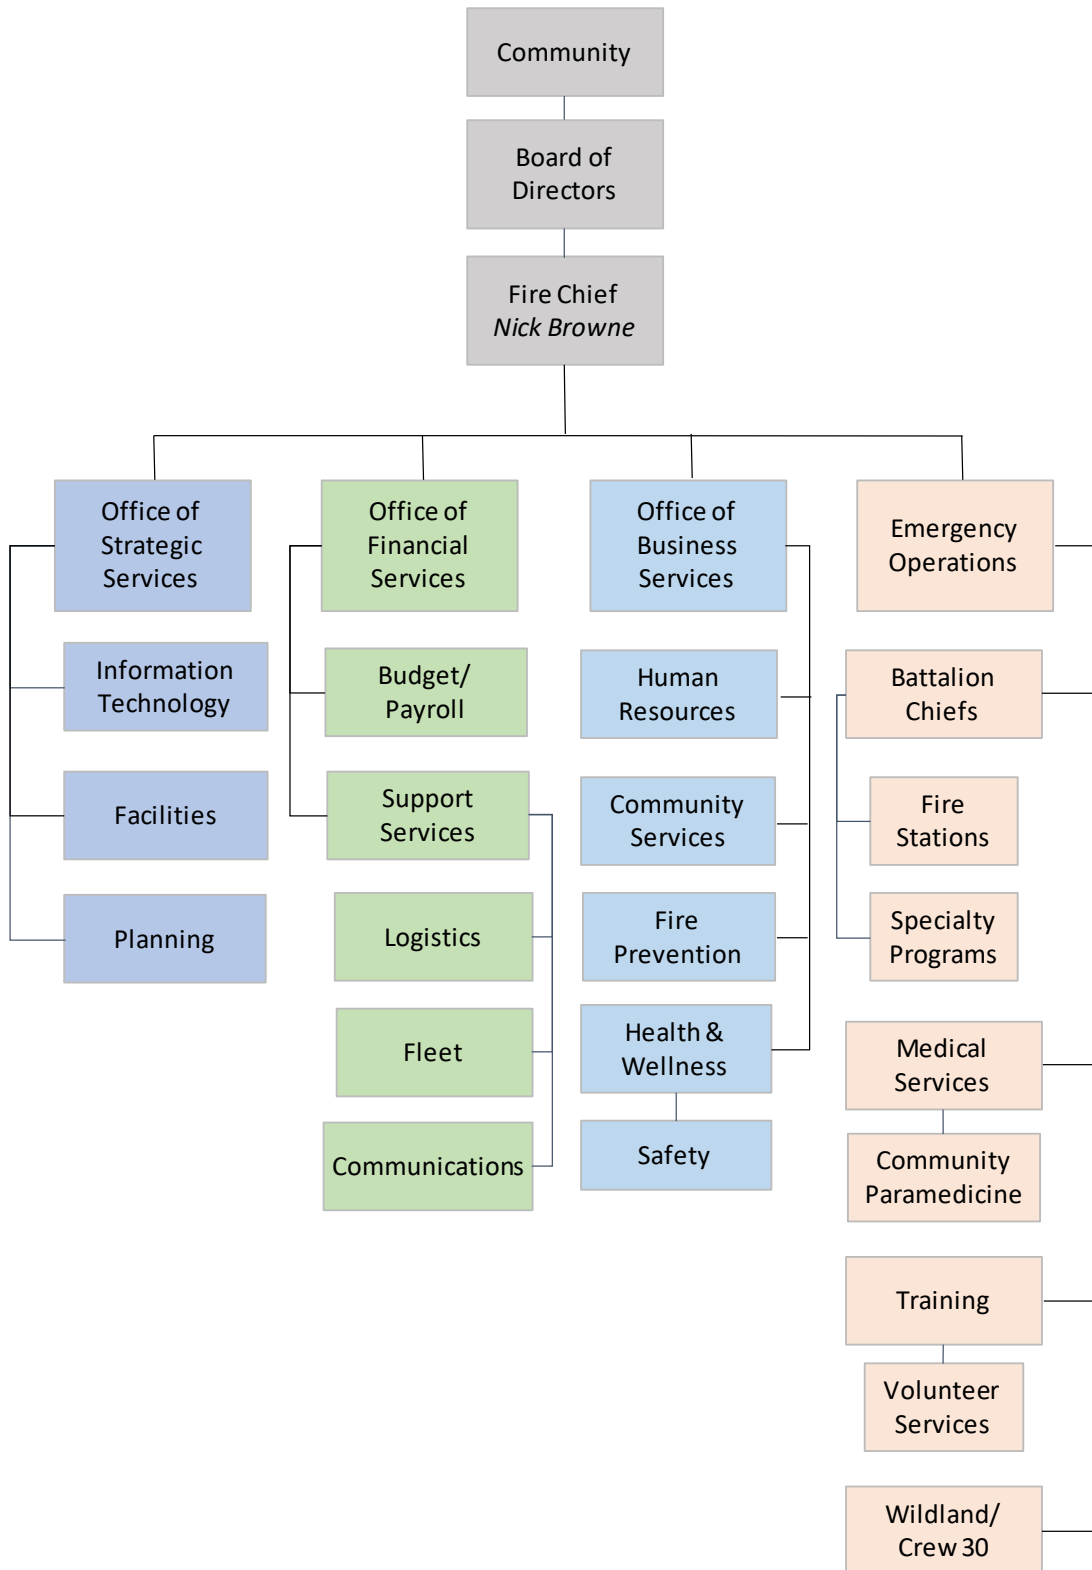 Community
Board of
Directors
Fire Chief
Nick Browne
Office of
Strategic
Services
Information
Technology
Facilities
Planning
Office of
Financial
Services
Budget/
Payroll
Support
Services
Logistics
Fleet
Communications
Office of
Business
Services
Human
Resources
Community
Services
Fire
Prevention
Health &
Wellness
Safety
Emergency
Operations
Battalion
Chiefs
Fire
Stations
Specialty
Programs
Medical
Services
Community
Paramedicine
Training
Volunteer
Services
Wildland/
Crew 30